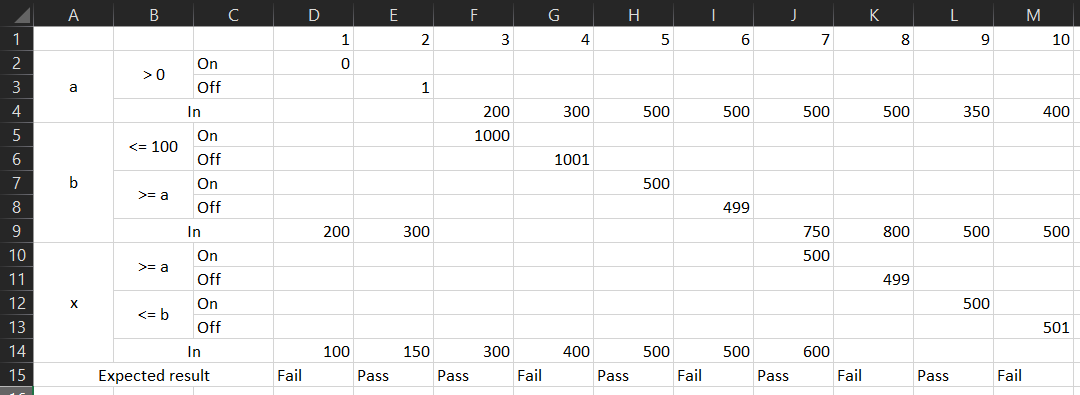 A B C D E F G H I J K L M
1 1 2 3 4 5 6 7 8 9 10
2 > 0 On 0
3 a Off 1
4 In 200 300 500 500 500 500 350 400
5 <= 100 On 1000
6 Off 1001
7 b >= a On 500
8 Off 499
9 In 200 300 750 800 500 500
10 >= a On 500
11 Off 499
12 x <= b On 500
13 Off 501
14 In 100 150 300 400 500 500 600
15 Expected result Fail Pass Pass Fail Pass Fail Pass Fail Pass Fail